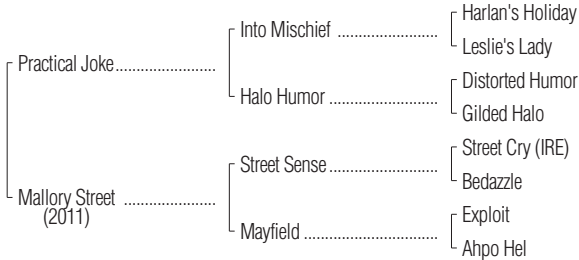 Harlan's Holiday
Into Mischief ........................
Leslie's Lady
Practical Joke.......................
Distorted Humor
Halo Humor .........................
Gilded Halo
Street Cry (IRE)
Street Sense.........................
Bedazzle
Mallory Street .....................
(2011)
Exploit
Mayfield ...............................
Ahpo Hel